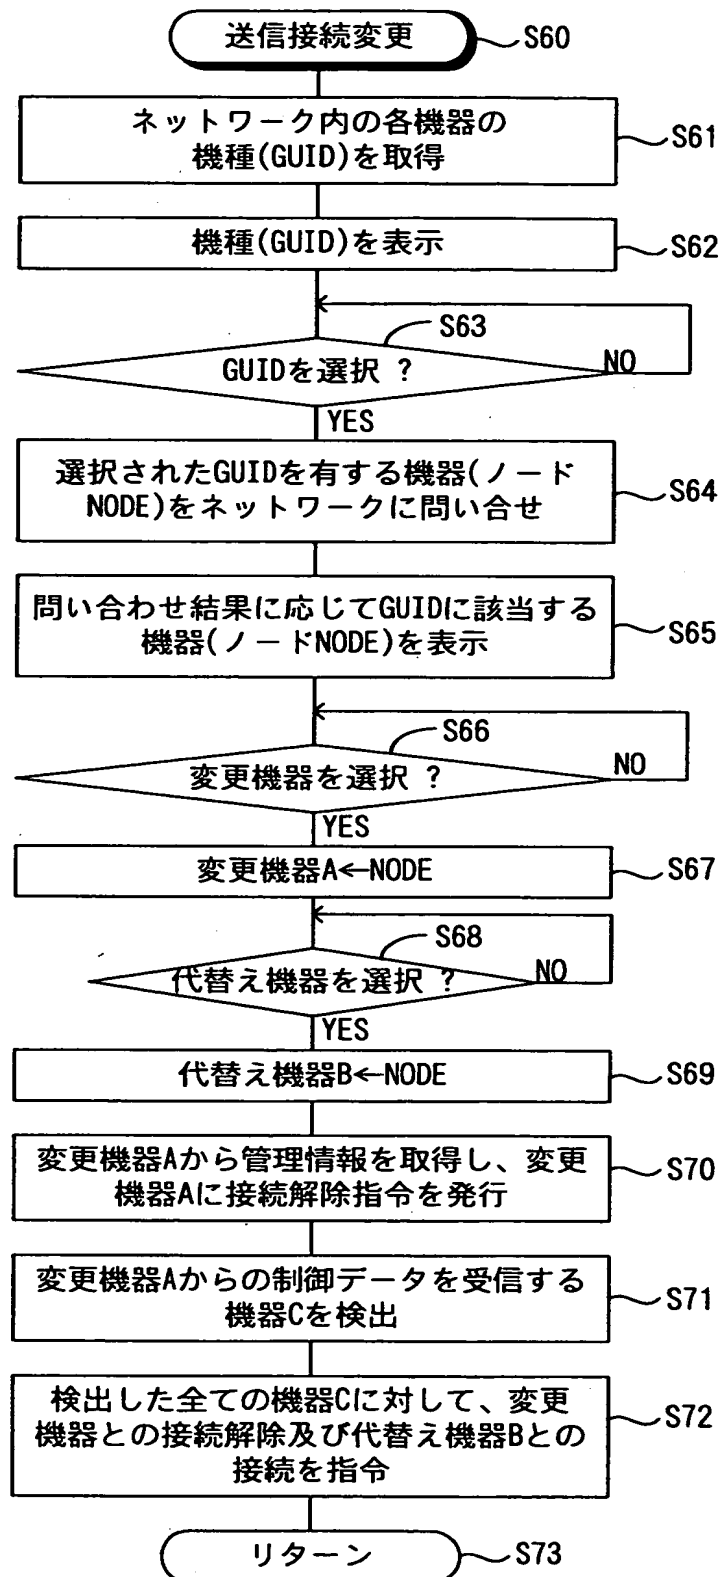 送信接続変更
S60
ネットワーク内の各機器の
機種(GUID)を取得
S61
機種(GUID)を表示
S62
S63
GUIDを選択 ?
NO
YES
選択されたGUIDを有する機器(ノード
NODE)をネットワークに問い合せ
S64
問い合わせ結果に応じてGUIDに該当する
機器(ノードNODE)を表示
S65
S66
変更機器を選択 ?
NO
YES
変更機器A←NODE
S67
S68
代替え機器を選択 ?
NO
YES
代替え機器B←NODE
S69
変更機器Aから管理情報を取得し、変更
機器Aに接続解除指令を発行
S70
変更機器Aからの制御データを受信する
機器Cを検出
S71
検出した全ての機器Cに対して、変更
機器との接続解除及び代替え機器Bとの
接続を指令
S72
リターン
S73